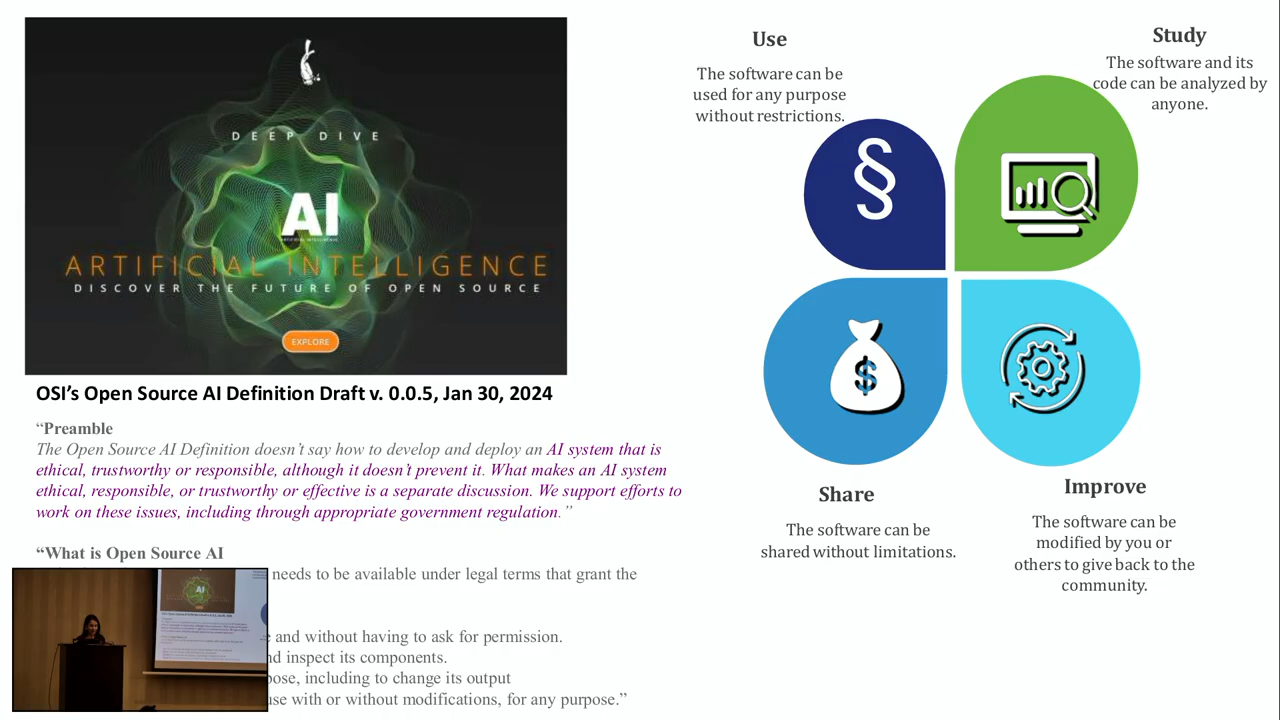 DEEP DIVE
AI
ARTIFICIAL INTELLIGENCE
ARTIFICIAL INTELLIGENCE
DISCOVER THE FUTURE OF OPEN SOURCE
EXPLORE
OSI’s Open Source AI Definition Draft v. 0.0.5, Jan 30, 2024
“Preamble
The Open Source AI Definition doesn’t say how to develop and deploy an AI system that is
ethical, trustworthy or responsible, although it doesn’t prevent it. What makes an AI system
ethical, responsible, or trustworthy or effective is a separate discussion. We support efforts to
work on these issues, including through appropriate government regulation.”
“What is Open Source AI
needs to be available under legal terms that grant the
and without having to ask for permission.
inspect its components.
including to change its output
use with or without modifications, for any purpose.”
Use
The software can be
used for any purpose
without restrictions.
§
Study
The software and its
code can be analyzed by
anyone.
$
Share
The software can be
shared without limitations.
Improve
The software can be
modified by you or
others to give back to the
community.